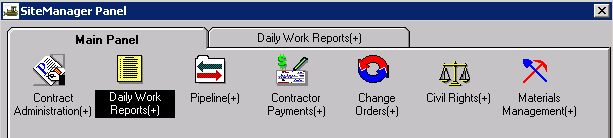 SiteManager Panel
Main Panel
Daily Work Reports(+)
Contract
Administration(+)
Daily Work
Reports(+)
Pipeline(+)
Contractor
Payments(+)
Change
Orders(+)
Civil Rights(+)
Materials
Management(+)